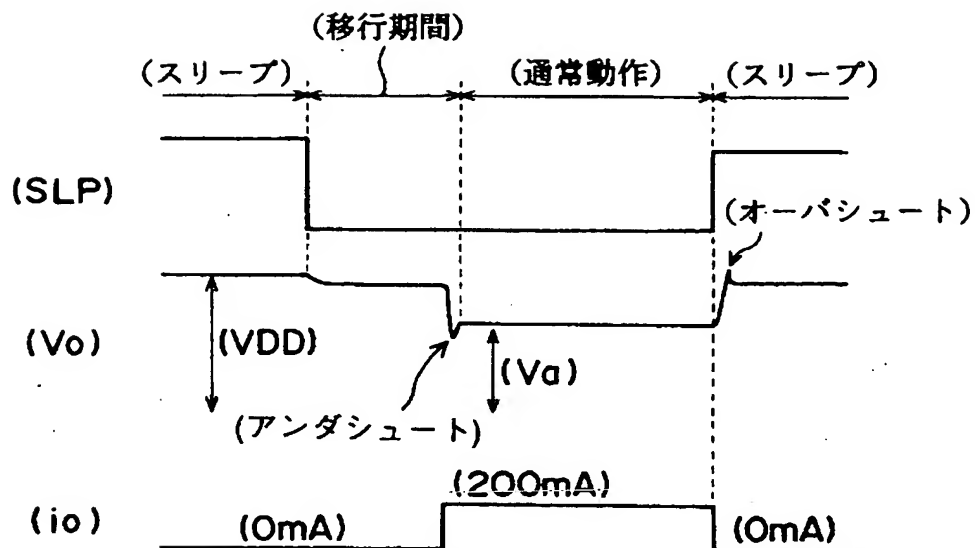 (移行期間)
(スリープ) (通常動作) (スリープ)
(SLP)
(オーバシュート)
(Vo) (VDD) (Va)
(アンダシュート)
(200mA)
(io) (0mA) (0mA)